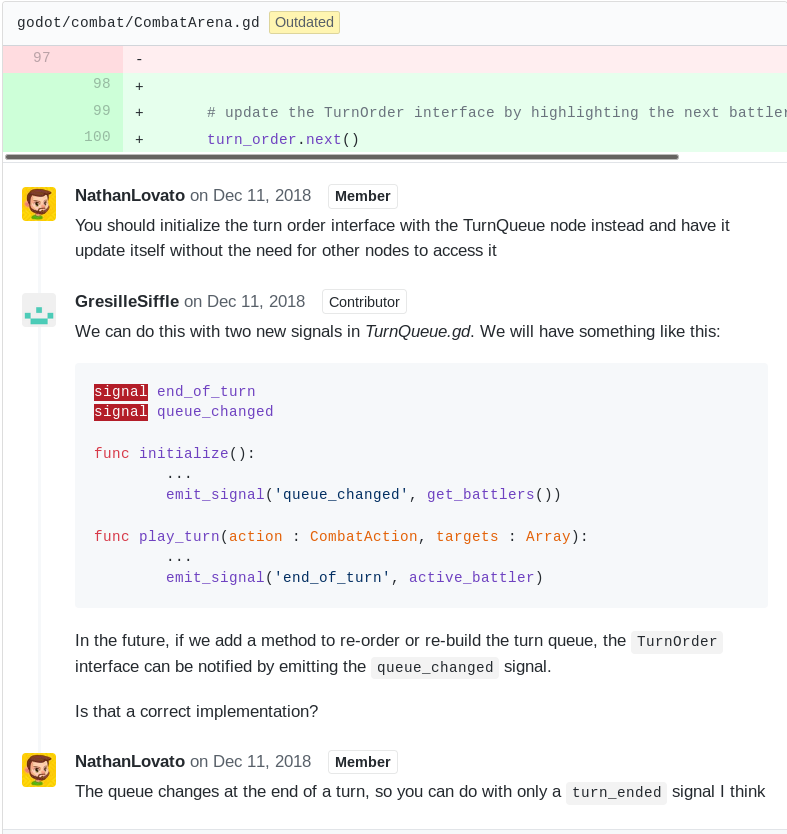 godot/combat/CombatArena.gd Outdated
97 -
98 +
99 + # update the TurnOrder interface by highlighting the next battler
100 + turn_order.next()
NathanLovato on Dec 11, 2018 Member
You should initialize the turn order interface with the TurnQueue node instead and have it
update itself without the need for other nodes to access it
GresilleSiffle on Dec 11, 2018 Contributor
We can do this with two new signals in TurnQueue.gd. We will have something like this:
signal end_of_turn
signal queue_changed
func initialize():
...
emit_signal('queue_changed', get_battlers())
func play_turn(action : CombatAction, targets : Array):
...
emit_signal('end_of_turn', active_battler)
In the future, if we add a method to re-order or re-build the turn queue, the TurnOrder
interface can be notified by emitting the queue_changed signal.
Is that a correct implementation?
NathanLovato on Dec 11, 2018 Member
The queue changes at the end of a turn, so you can do with only a turn_ended signal I think